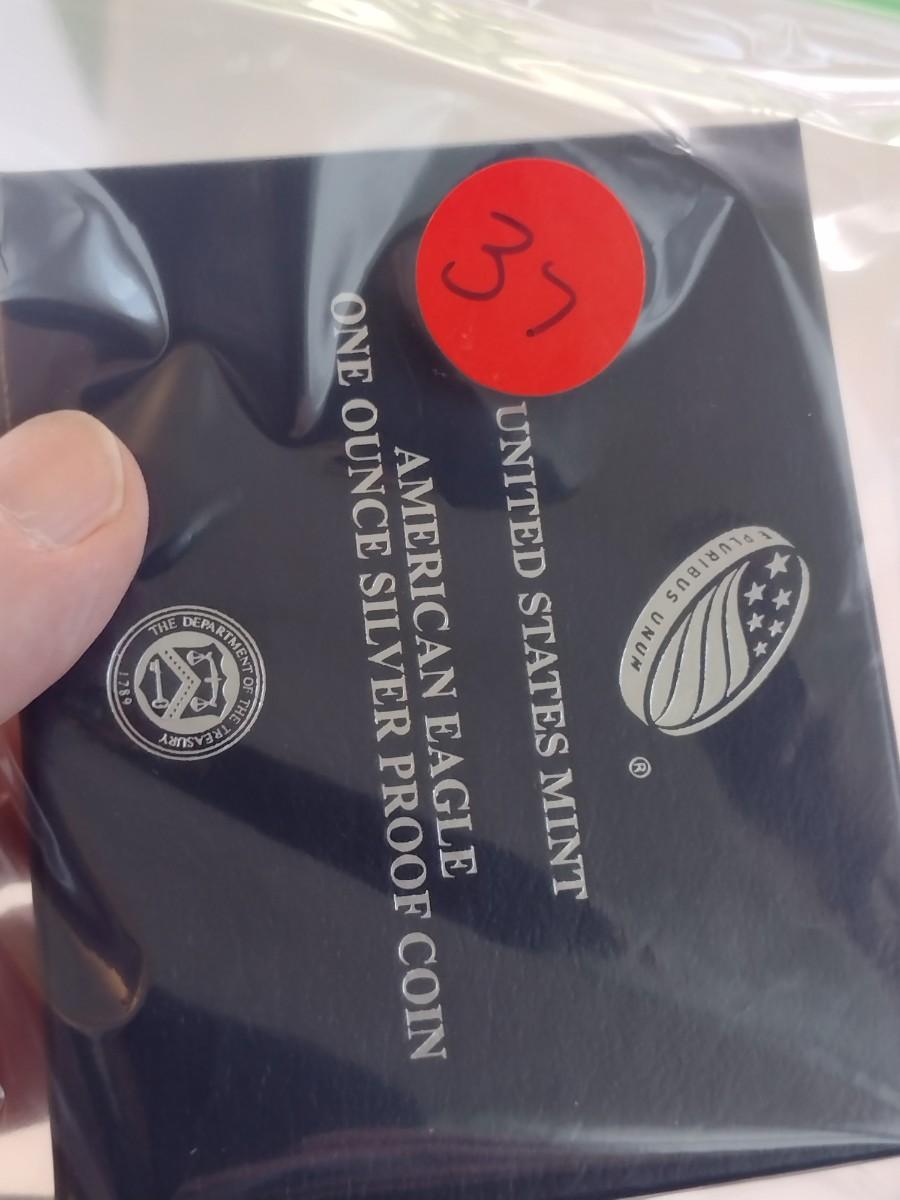 E PLURIBUS UNUM
®
37
UNITED STATES MINT
AMERICAN EAGLE
ONE OUNCE SILVER PROOF COIN
THE DEPARTMENT OF THE TREASURY
1789